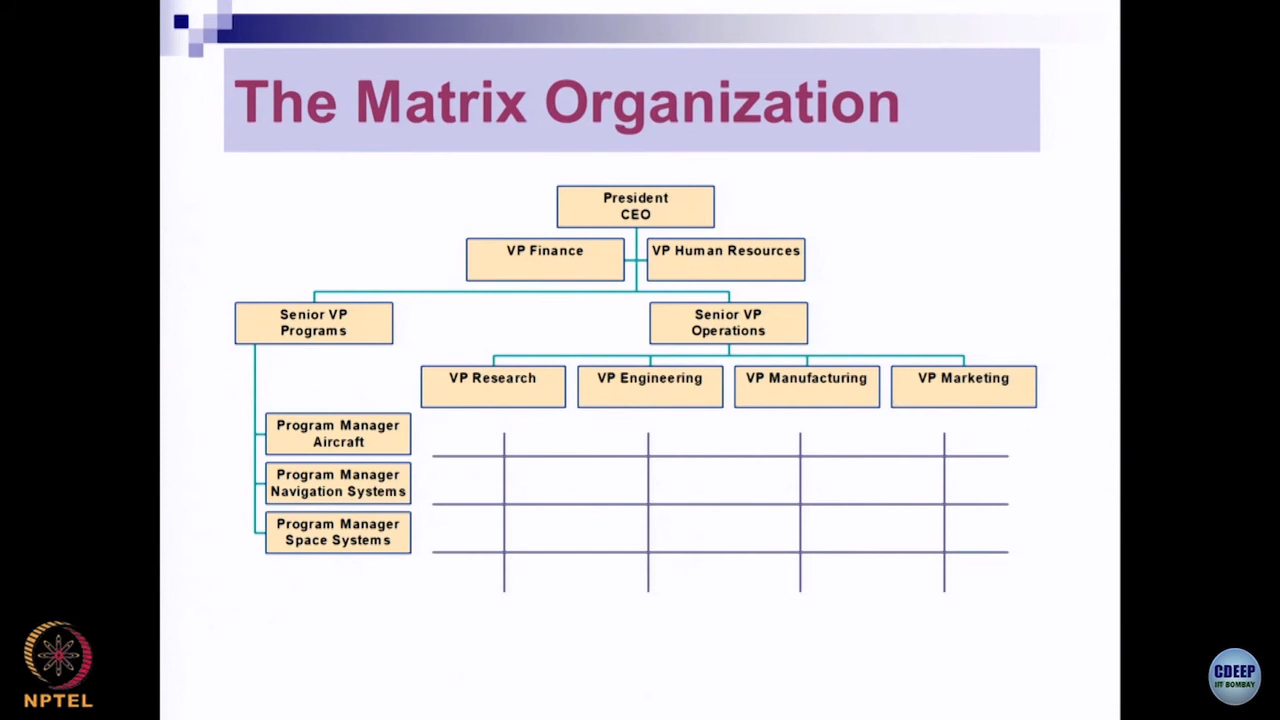 The Matrix Organization
President
CEO
VP Finance
VP Human Resources
Senior VP
Programs
Senior VP
Operations
VP Research
VP Engineering
VP Manufacturing
VP Marketing
Program Manager
Aircraft
Program Manager
Navigation Systems
Program Manager
Space Systems
NPTEL
CDEEP
IIT BOMBAY